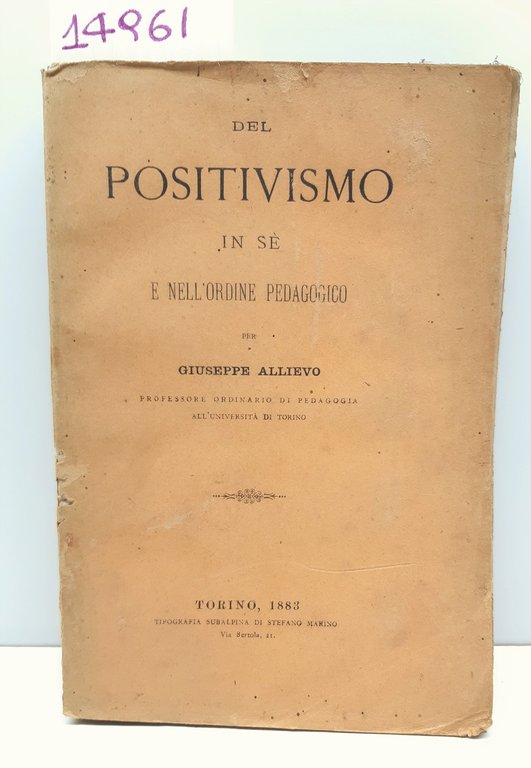 14961
DEL
POSITIVISMO
IN SÈ
E NELL'ORDINE PEDAGOGICO
PER
GIUSEPPE ALLIEVO
PROFESSORE ORDINARIO DI PEDAGOGIA
ALL'UNIVERSITÀ DI TORINO
TORINO, 1883
TIPOGRAFIA SUBALPINA DI STEFANO MARINO
Via Bertola, 21.